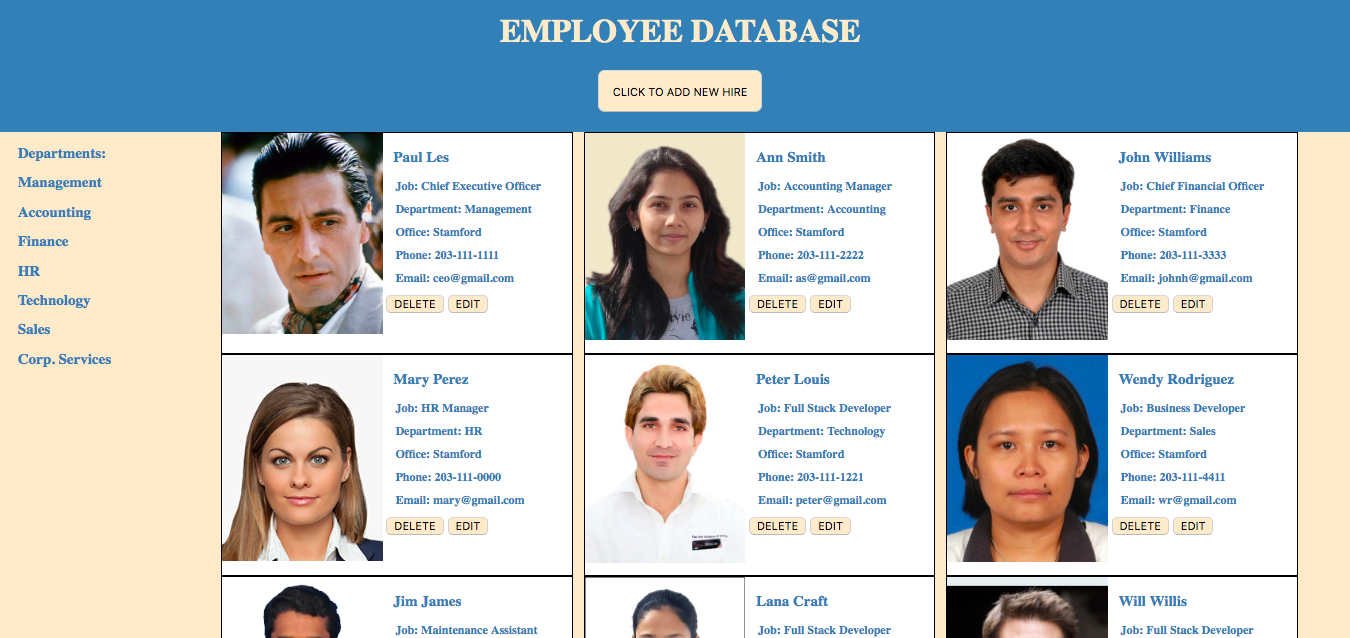 EMPLOYEE DATABASE
CLICK TO ADD NEW HIRE
Departments:
Management
Accounting
Finance
HR
Technology
Sales
Corp. Services
Paul Les
Job: Chief Executive Officer
Department: Management
Office: Stamford
Phone: 203-111-1111
Email: ceo@gmail.com
DELETE EDIT
Ann Smith
Job: Accounting Manager
Department: Accounting
Office: Stamford
Phone: 203-111-2222
Email: as@gmail.com
DELETE EDIT
John Williams
Job: Chief Financial Officer
Department: Finance
Office: Stamford
Phone: 203-111-3333
Email: johnh@gmail.com
DELETE EDIT
Mary Perez
Job: HR Manager
Department: HR
Office: Stamford
Phone: 203-111-0000
Email: mary@gmail.com
DELETE EDIT
Peter Louis
Job: Full Stack Developer
Department: Technology
Office: Stamford
Phone: 203-111-1221
Email: peter@gmail.com
DELETE EDIT
Wendy Rodriguez
Job: Business Developer
Department: Sales
Office: Stamford
Phone: 203-111-4411
Email: wr@gmail.com
DELETE EDIT
Jim James
Job: Maintenance Assistant
Lana Craft
Job: Full Stack Developer
Will Willis
Job: Full Stack Developer